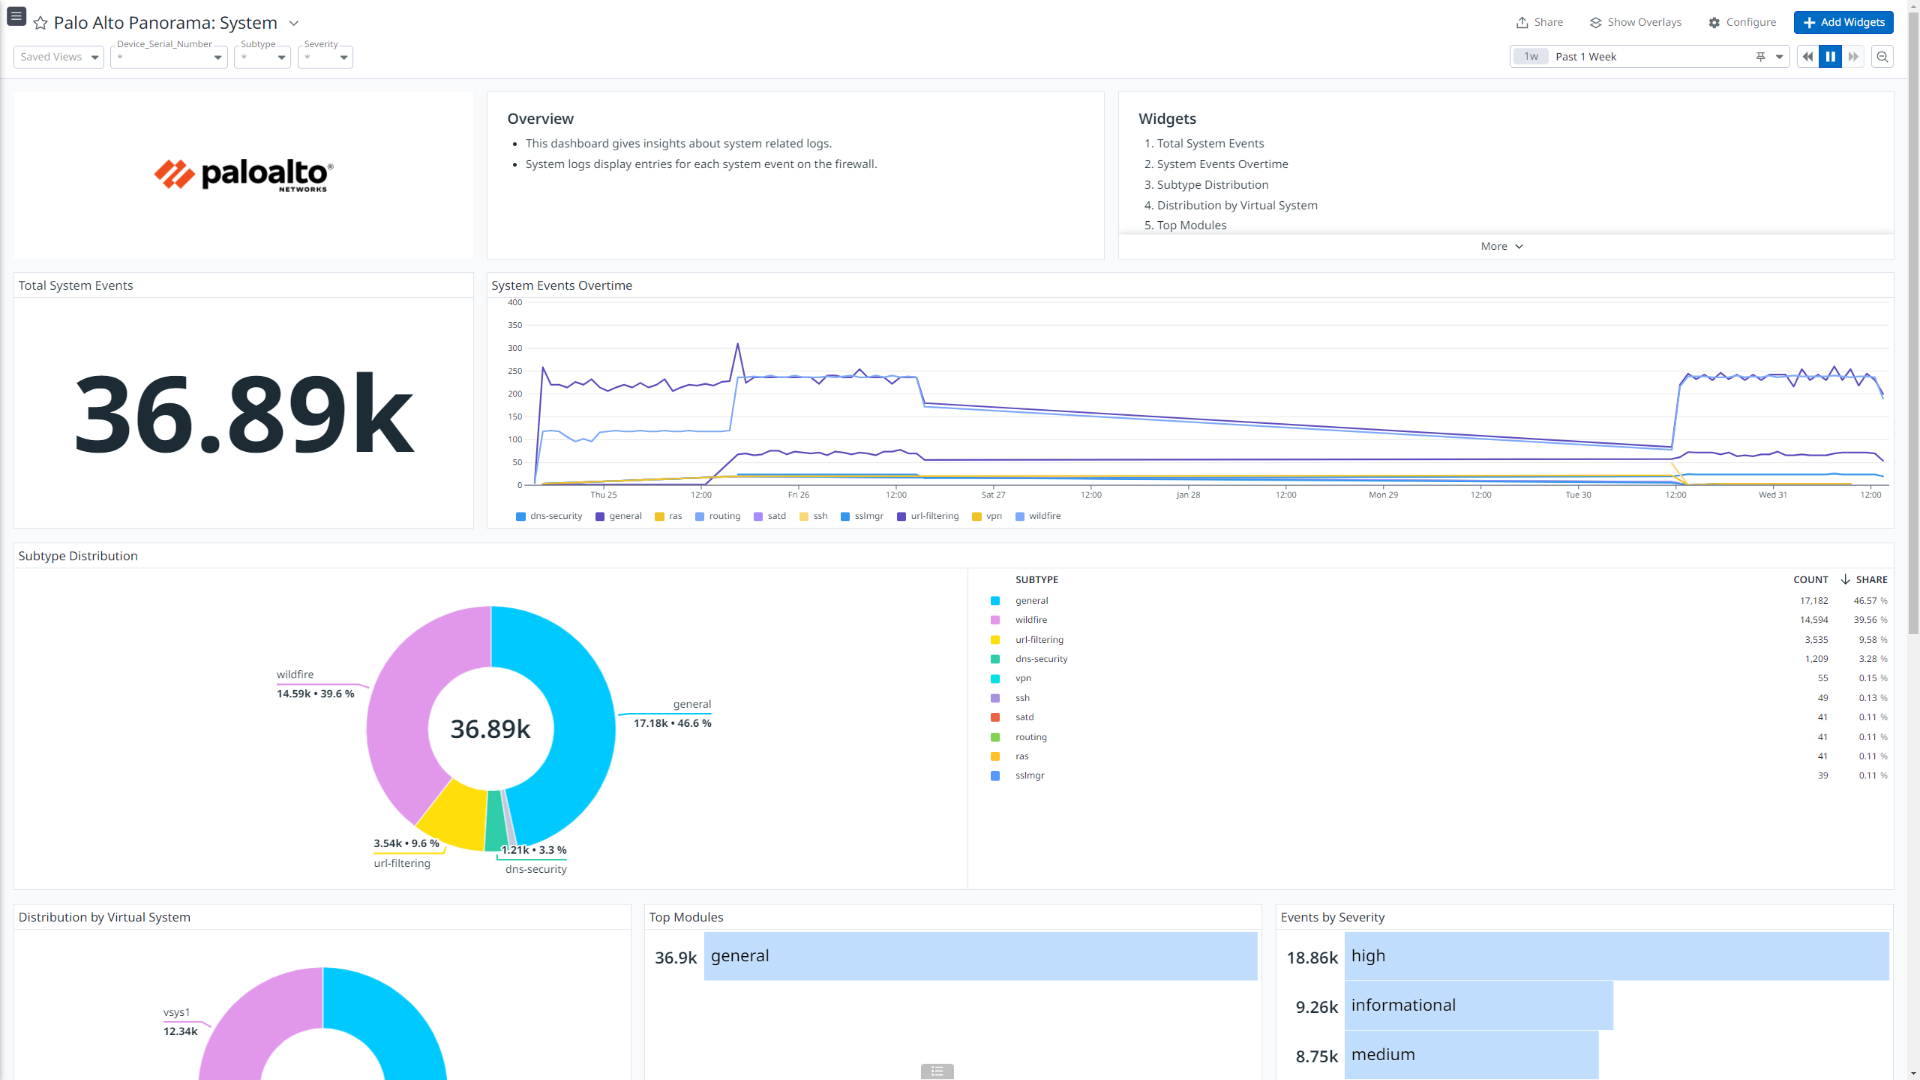 Palo Alto Panorama: System
Share
Show Overlays
Configure
Add Widgets
Saved Views
Device_Serial_Number
*
Subtype
*
Severity
*
1w
Past 1 Week
paloalto®
NETWORKS
Overview
• This dashboard gives insights about system related logs.
• System logs display entries for each system event on the firewall.
Widgets
1. Total System Events
2. System Events Overtime
3. Subtype Distribution
4. Distribution by Virtual System
5. Top Modules
More
Total System Events
36.89k
System Events Overtime
400
350
300
250
200
150
100
50
0
Thu 25 12:00 Fri 26 12:00 Sat 27 12:00 Jan 28 12:00 Mon 29 12:00 Tue 30 12:00 Wed 31 12:00
dns-security general ras routing satd ssh sslmgr url-filtering vpn wildfire
Subtype Distribution
wildfire
14.59k • 39.6 %
general
17.18k • 46.6 %
36.89k
3.54k • 9.6 %
url-filtering
1.21k • 3.3 %
dns-security
SUBTYPE COUNT SHARE
general 17,182 46.57 %
wildfire 14,594 39.56 %
url-filtering 3,535 9.58 %
dns-security 1,209 3.28 %
vpn 55 0.15 %
ssh 49 0.13 %
satd 41 0.11 %
routing 41 0.11 %
ras 41 0.11 %
sslmgr 39 0.11 %
Distribution by Virtual System
vsys1
12.34k
Top Modules
36.9k general
Events by Severity
18.86k high
9.26k informational
8.75k medium